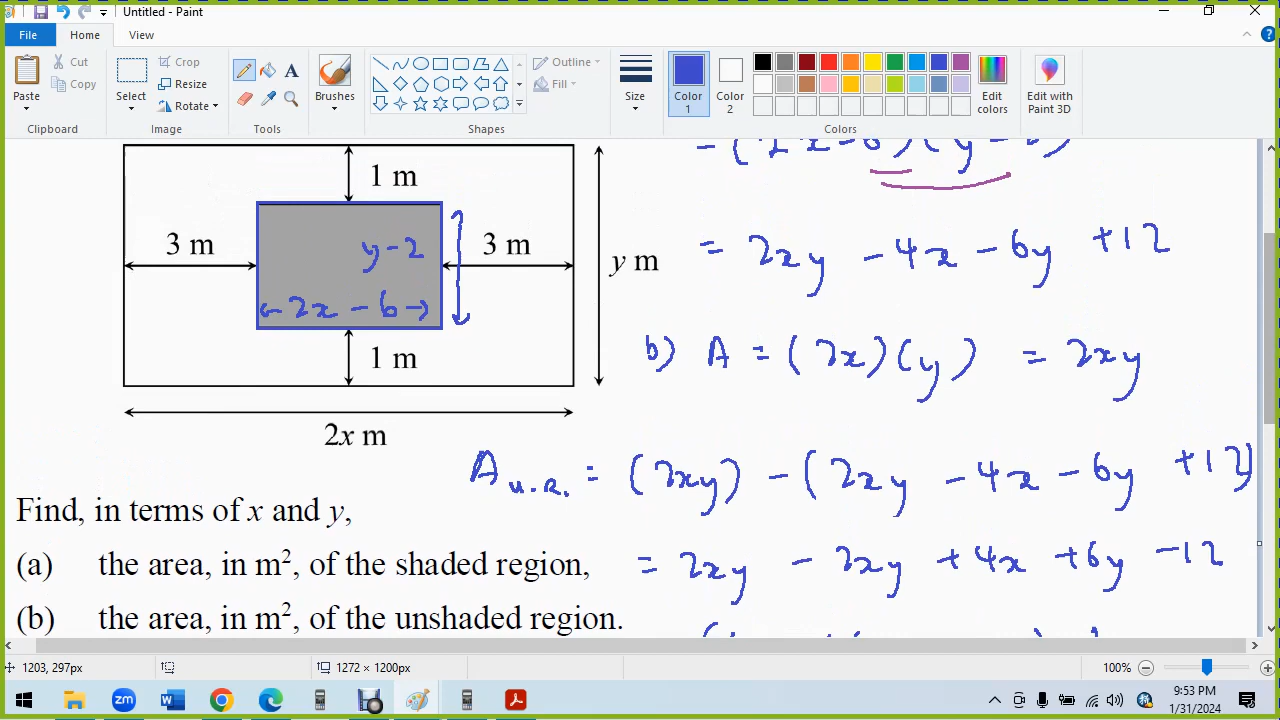 Untitled - Paint
File Home View
Paste
Cut
Copy
Clipboard
Select
Crop
Resize
Rotate
Image
A
Tools
Brushes
Outline
Fill
Shapes
Size
Color 1
Color 2
Edit colors
Colors
Edit with Paint 3D
1 m
3 m
y - 2
3 m
y m
2x - 6
1 m
2x m
= 2xy - 4x - 6y + 12
b) A = (2x)(y) = 2xy
A u.R. = (2xy) - (2xy - 4x - 6y + 12)
= 2xy - 2xy + 4x + 6y - 12
Find, in terms of x and y,
(a) the area, in m², of the shaded region,
(b) the area, in m², of the unshaded region.
1203, 297px
1272 × 1200px
100%
zm
W
9:53 PM
1/31/2024